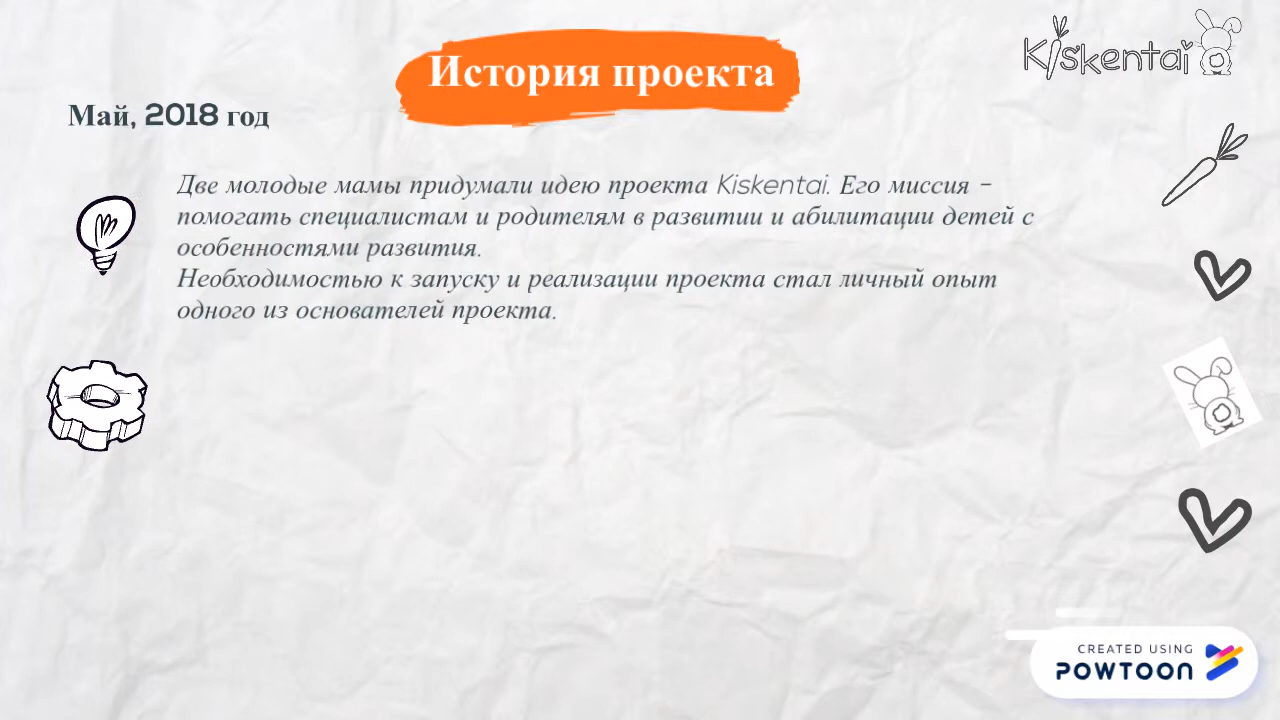 История проекта
Kiskentai
Май, 2018 год
Две молодые мамы придумали идею проекта Kiskentai. Его миссия -
помогать специалистам и родителям в развитии и абилитации детей с
особенностями развития.
Необходимостью к запуску и реализации проекта стал личный опыт
одного из основателей проекта.
CREATED USING
POWTOON